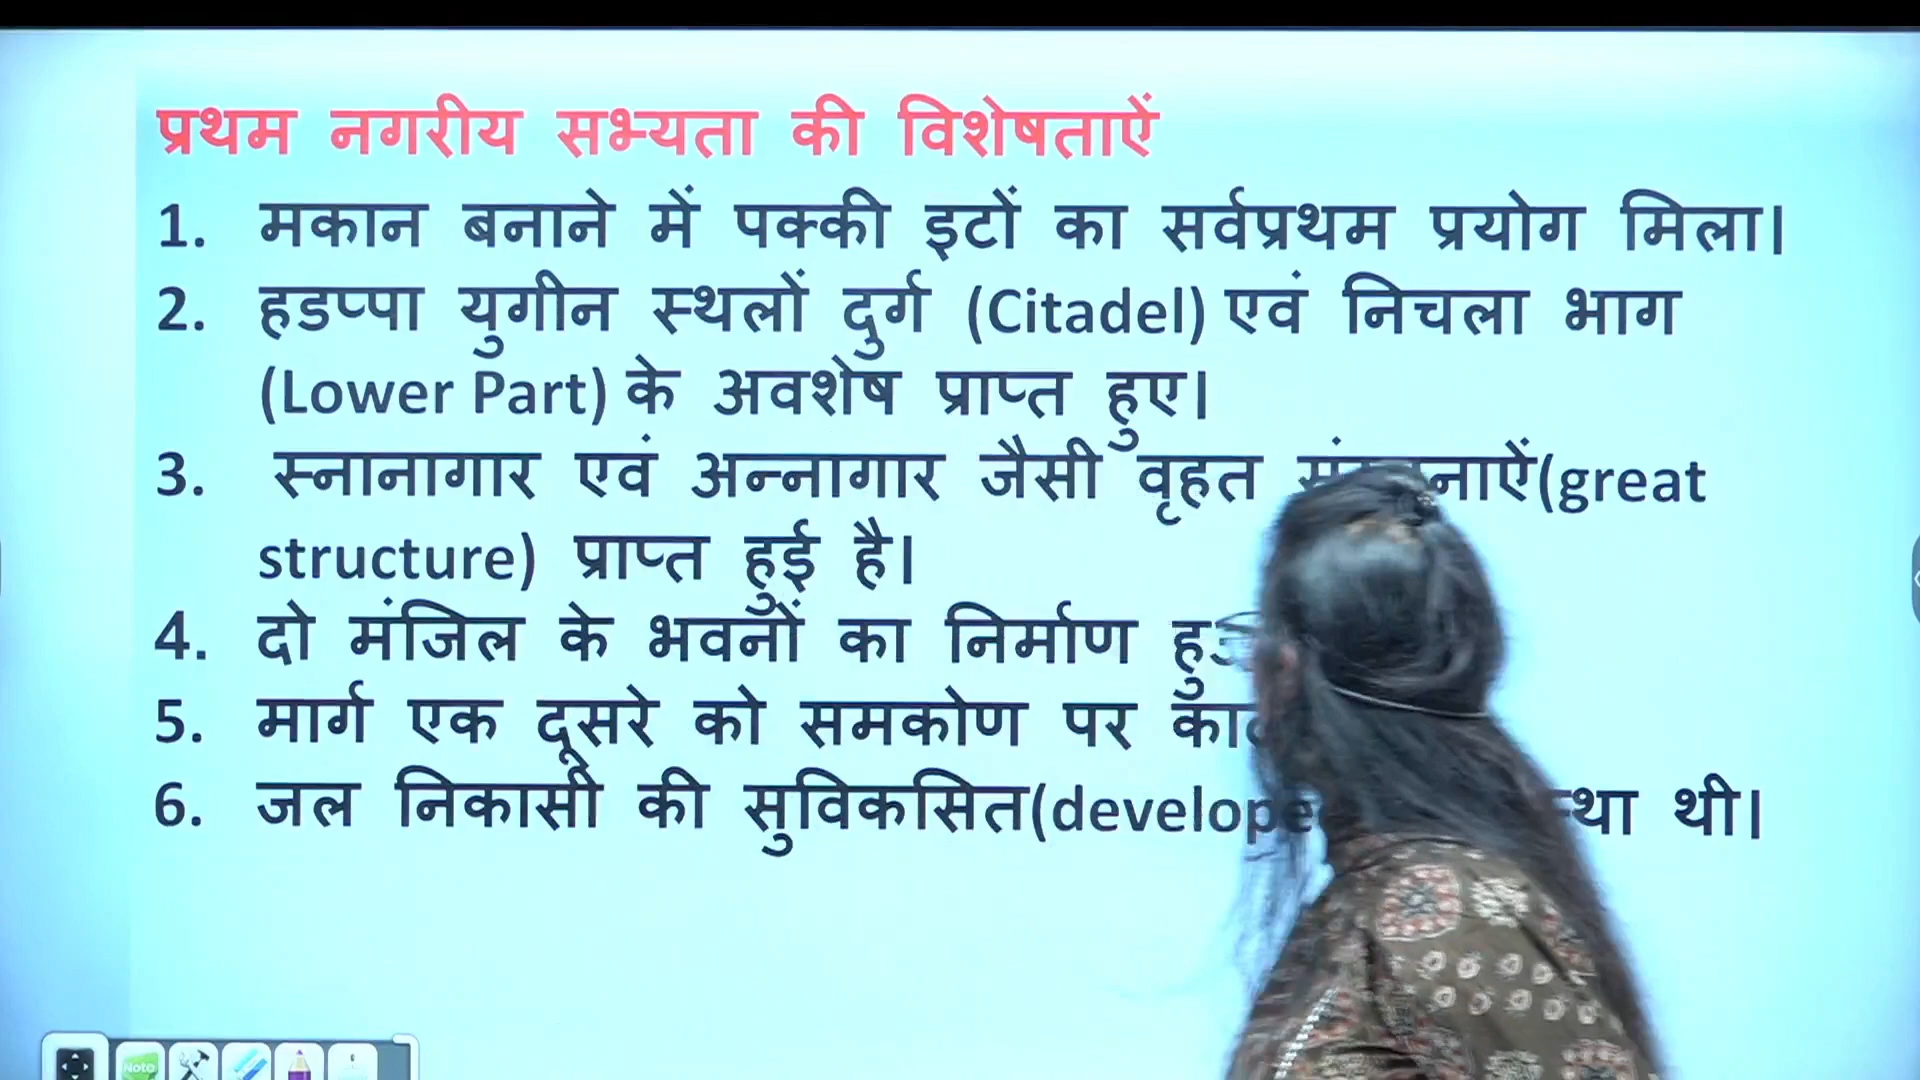 प्रथम नगरीय सभ्यता की विशेषताऐं
1. मकान बनाने में पक्की इटों का सर्वप्रथम प्रयोग मिला।
2. हडप्पा युगीन स्थलों दुर्ग (Citadel) एवं निचला भाग
(Lower Part) के अवशेष प्राप्त हुए।
3. स्नानागार एवं अन्नागार जैसी वृहत (great
structure) प्राप्त हुई है।
4. दो मंजिल के भवनों का निर्माण
5. मार्ग एक दूसरे को समकोण पर
6. जल निकासी की सुविकसित( थी।
Note